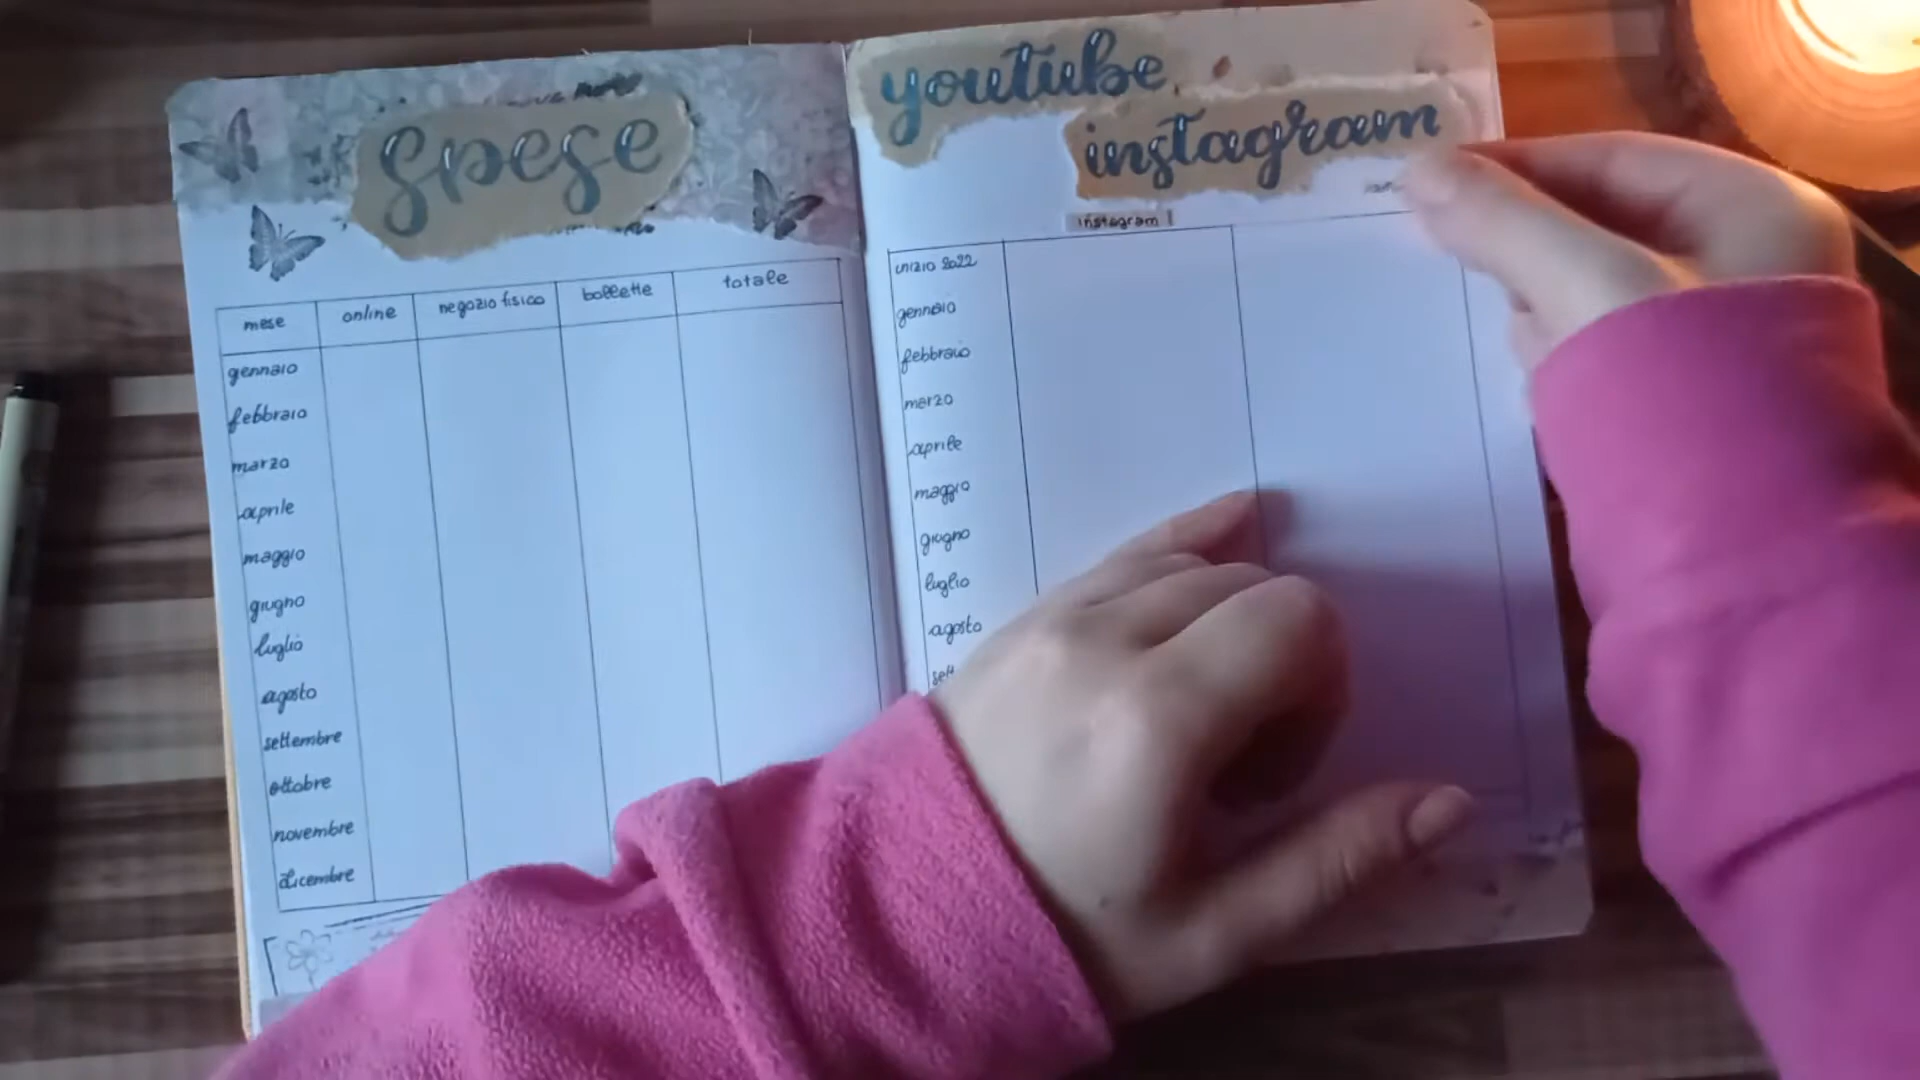 spese
mese online negozio fisico bollette totale
gennaio
febbraio
marzo
aprile
maggio
giugno
luglio
agosto
settembre
ottobre
novembre
dicembre
youtube
instagram
instagram
inizio 2022
gennaio
febbraio
marzo
aprile
maggio
giugno
luglio
agosto
sett